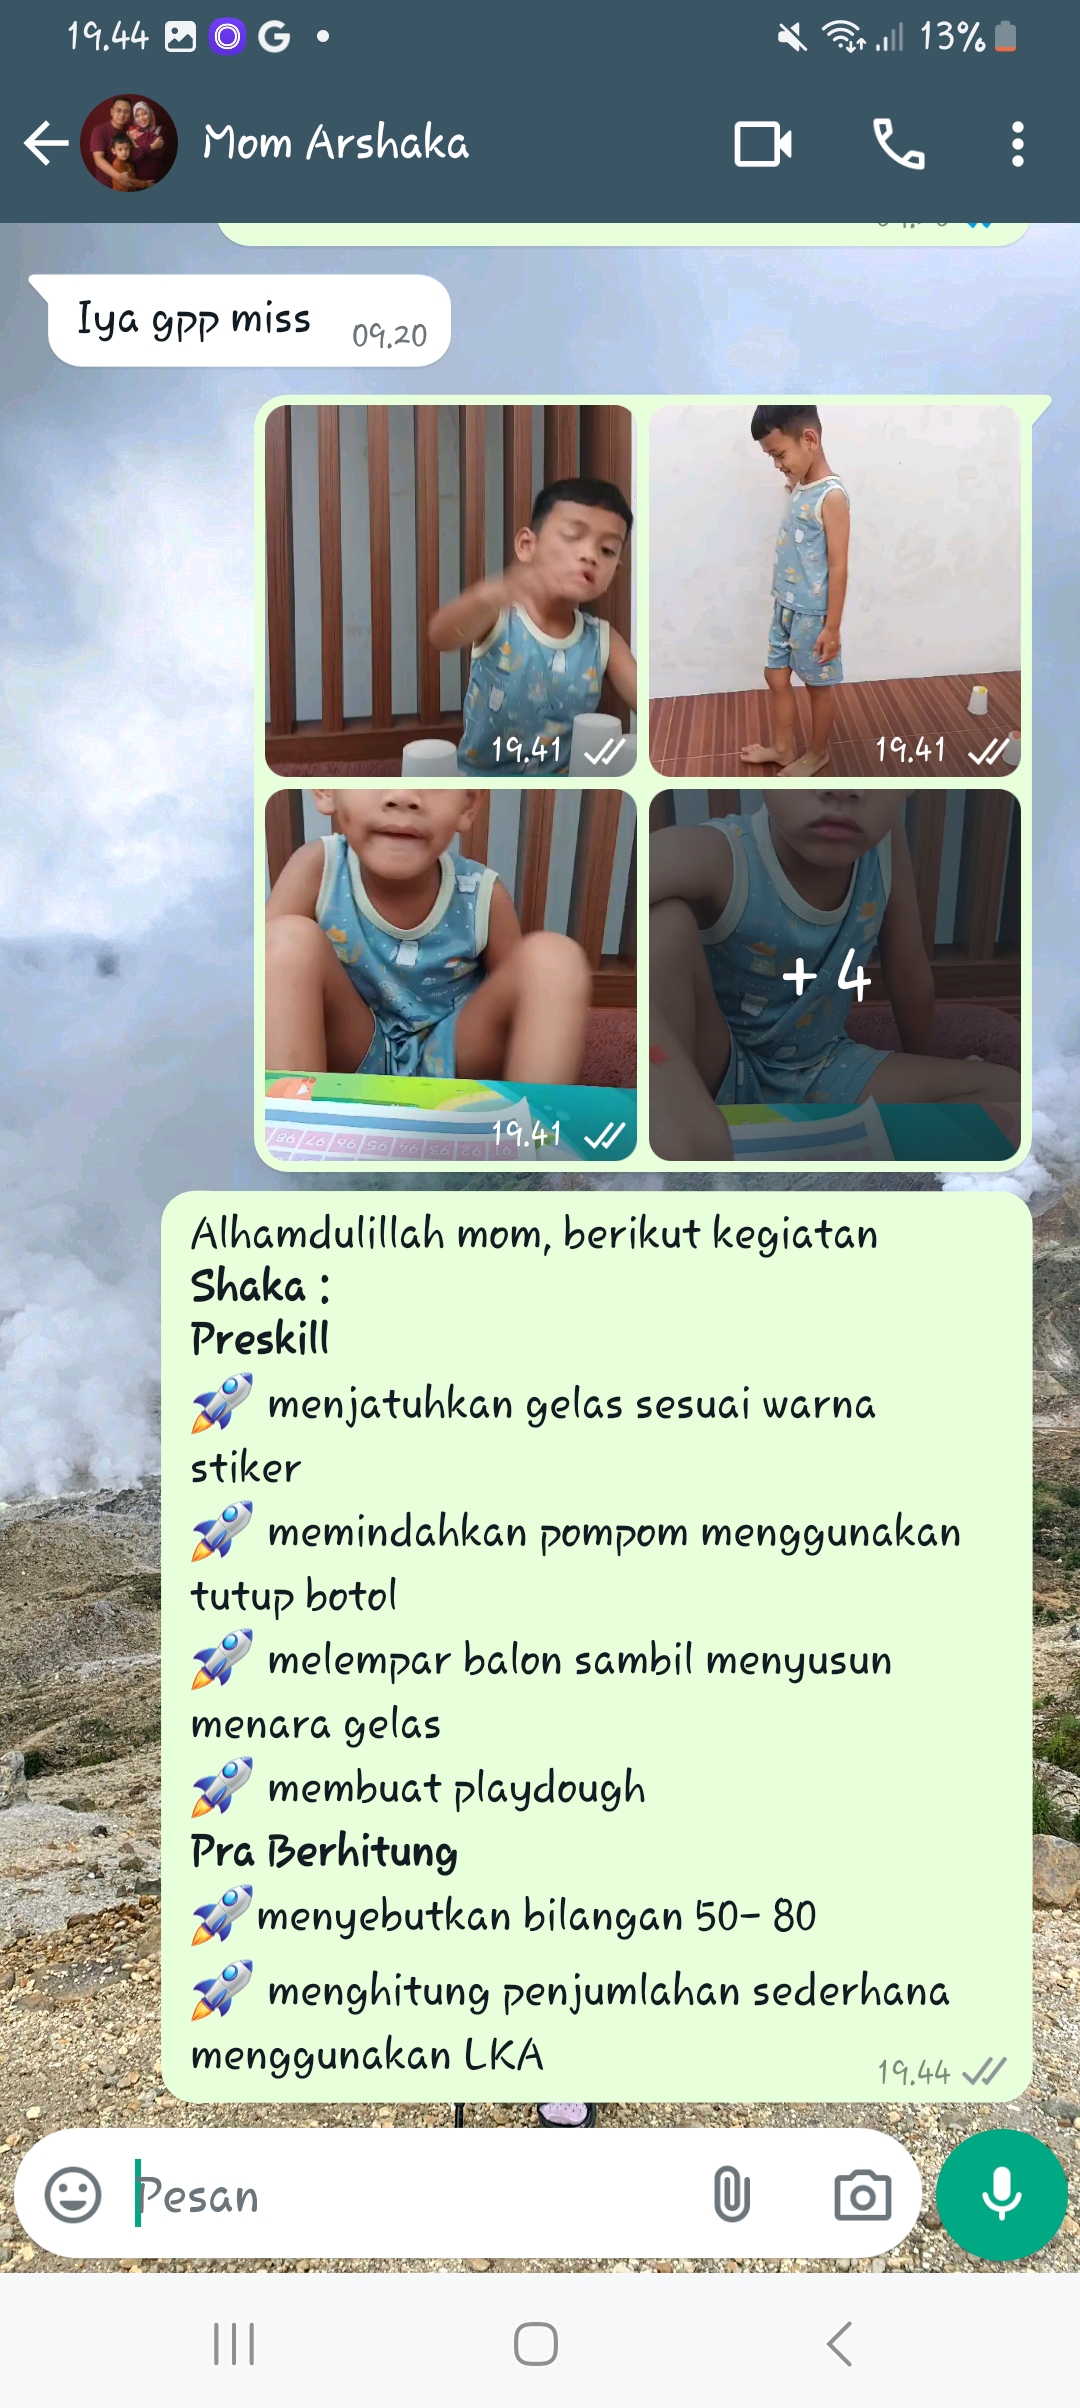 19.44 G 13%
Mom Arshaka
Iya gpp miss 09.20
19.41 19.41
19.41 + 4
Alhamdulillah mom, berikut kegiatan
Shaka :
Preskill
🚀 menjatuhkan gelas sesuai warna
stiker
🚀 memindahkan pompom menggunakan
tutup botol
🚀 melempar balon sambil menyusun
menara gelas
🚀 membuat playdough
Pra Berhitung
🚀menyebutkan bilangan 50- 80
🚀 menghitung penjumlahan sederhana
menggunakan LKA
19.44
Pesan